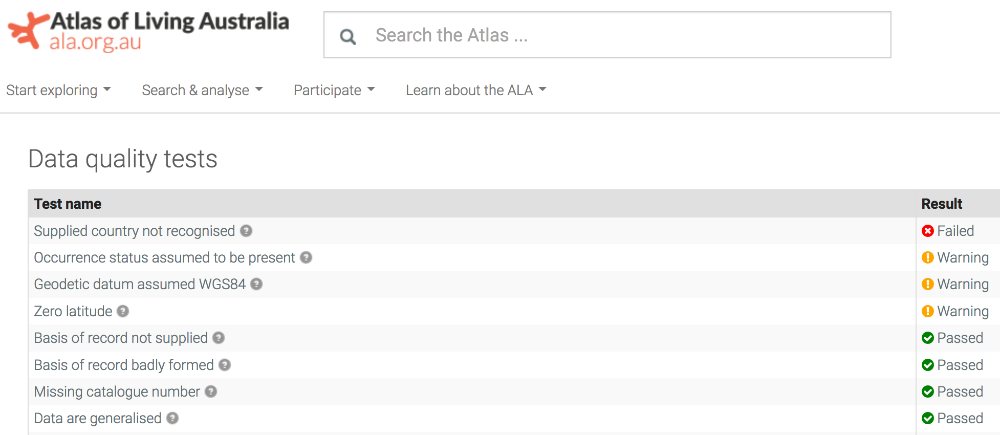 Atlas of Living Australia
ala.org.au
Search the Atlas ...
Start exploring Search & analyse Participate Learn about the ALA
Data quality tests
Test name Result
Supplied country not recognised ? Failed
Occurrence status assumed to be present ? Warning
Geodetic datum assumed WGS84 ? Warning
Zero latitude ? Warning
Basis of record not supplied ? Passed
Basis of record badly formed ? Passed
Missing catalogue number ? Passed
Data are generalised ? Passed